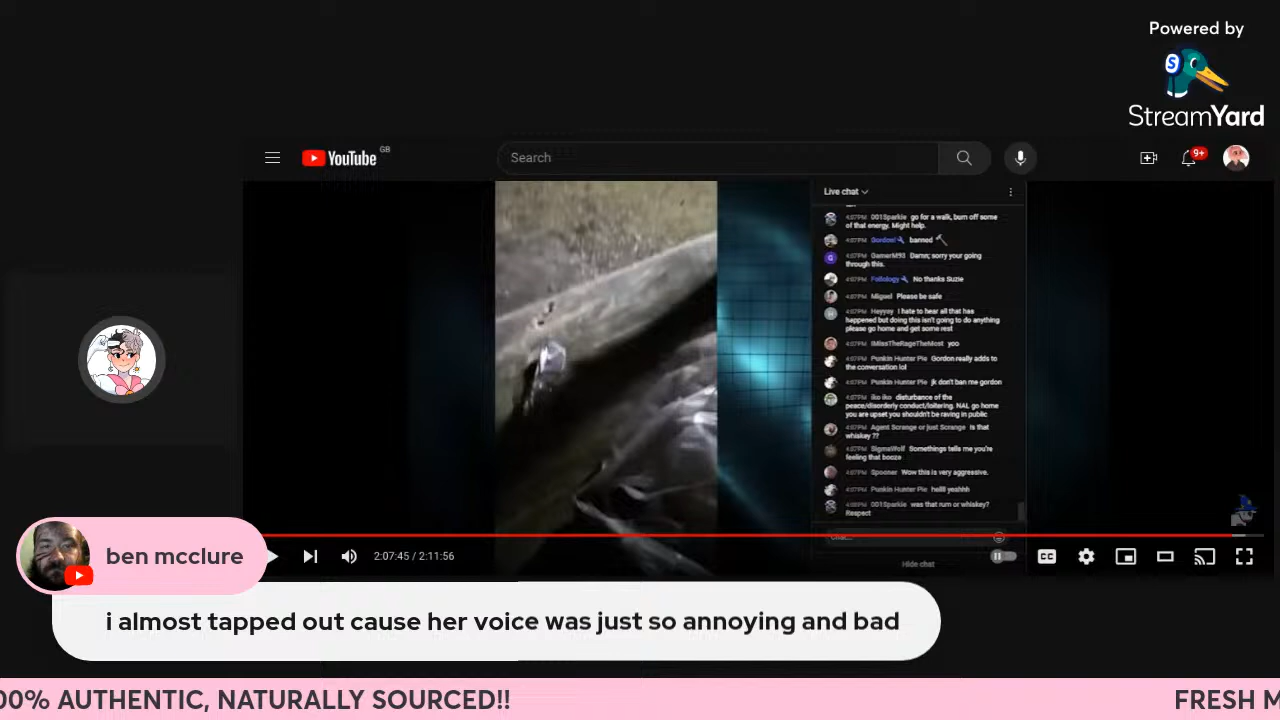 Powered by
StreamYard
YouTube GB
Search
9+
Live chat
4:07PM 001Sparkie go for a walk, burn off some
of that energy. Might help.
4:07PM Gordon! banned
4:07PM GamerM93 Damn; sorry your going
through this.
4:07PM Folology No thanks Suzie
4:07PM Miguel Please be safe
4:07PM Heyyoy I hate to hear all that has
happened but doing this isn't going to do anything
please go home and get some rest
4:07PM IMissTheRageTheMost yoo
4:07PM Punkin Hunter Pie Gordon really adds to
the conversation lol
4:07PM Punkin Hunter Pie jk don't ban me gordon
4:07PM iko iko disturbance of the
peace/disorderly conduct/loitering. NAL go home
you are upset you shouldn't be raving in public
4:07PM Agent Scrange or just Scrange Is that
whiskey ??
4:07PM SigmaWolf Somethings tells me you're
feeling that booze
4:07PM Spooner Wow this is very aggressive.
4:07PM Punkin Hunter Pie hellll yeahhh
4:08PM 001Sparkie was that rum or whiskey?
Respect
Chat...
Hide chat
2:07:45 / 2:11:56
CC
ben mcclure
i almost tapped out cause her voice was just so annoying and bad
00% AUTHENTIC, NATURALLY SOURCED!!
FRESH M